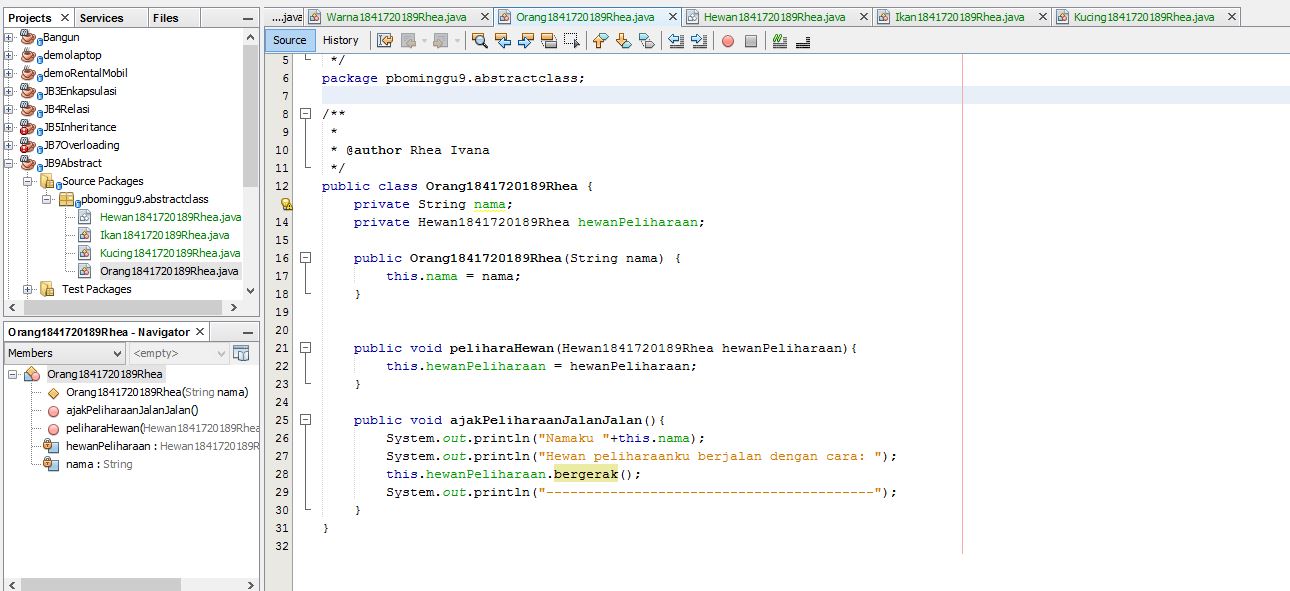 Projects
Services
Files
Bangun
demolaptop
demoRentalMobil
JB3Enkapsulasi
JB4Relasi
JB5Inheritance
JB7Overloading
JB9Abstract
Source Packages
pbominggu9.abstractclass
Hewan1841720189Rhea.java
Ikan1841720189Rhea.java
Kucing1841720189Rhea.java
Orang1841720189Rhea.java
Test Packages
Orang1841720189Rhea - Navigator
Members
<empty>
Orang1841720189Rhea
Orang1841720189Rhea(String nama)
ajakPeliharaanJalanJalan()
peliharaHewan(Hewan1841720189Rhea
hewanPeliharaan : Hewan1841720189R
nama : String
....java
Warna1841720189Rhea.java
Orang1841720189Rhea.java
Hewan1841720189Rhea.java
Ikan1841720189Rhea.java
Kucing1841720189Rhea.java
Source
History
5 */
6 package pbominggu9.abstractclass;
7
8 /**
9 *
10 * @author Rhea Ivana
11 */
12 public class Orang1841720189Rhea {
private String nama;
14 private Hewan1841720189Rhea hewanPeliharaan;
15
16 public Orang1841720189Rhea(String nama) {
17 this.nama = nama;
18 }
19
20
21 public void peliharaHewan(Hewan1841720189Rhea hewanPeliharaan){
22 this.hewanPeliharaan = hewanPeliharaan;
23 }
24
25 public void ajakPeliharaanJalanJalan(){
26 System.out.println("Namaku "+this.nama);
27 System.out.println("Hewan peliharaanku berjalan dengan cara: ");
28 this.hewanPeliharaan.bergerak();
29 System.out.println("-----------------------------------------");
30 }
31 }
32